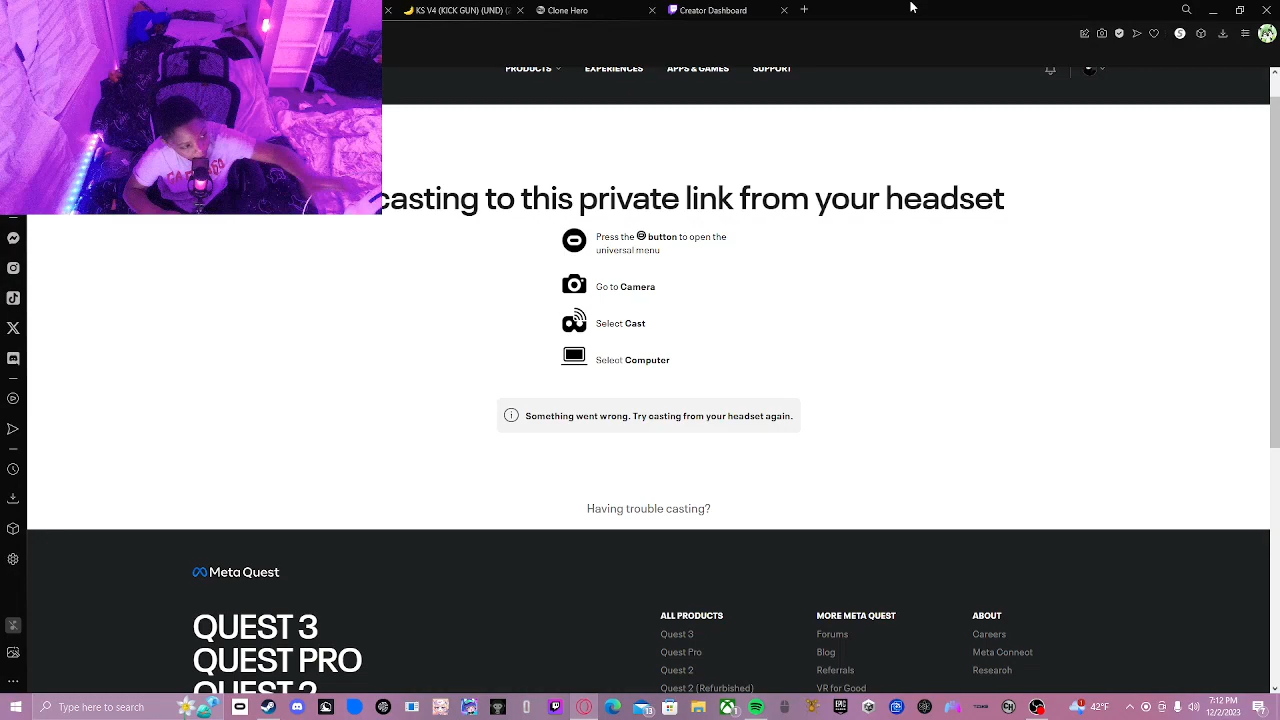 KS V4 (KICK GUN) (UND) (
Clone Hero
Creator Dashboard
PRODUCTS
EXPERIENCES
APPS & GAMES
SUPPORT
casting to this private link from your headset
Press the button to open the
universal menu
Go to Camera
Select Cast
Select Computer
Something went wrong. Try casting from your headset again.
Having trouble casting?
Meta Quest
QUEST 3
QUEST PRO
QUEST 2
ALL PRODUCTS
Quest 3
Quest Pro
Quest 2
Quest 2 (Refurbished)
MORE META QUEST
Forums
Blog
Referrals
VR for Good
ABOUT
Careers
Meta Connect
Research
Type here to search
42°F
7:12 PM
12/2/2023